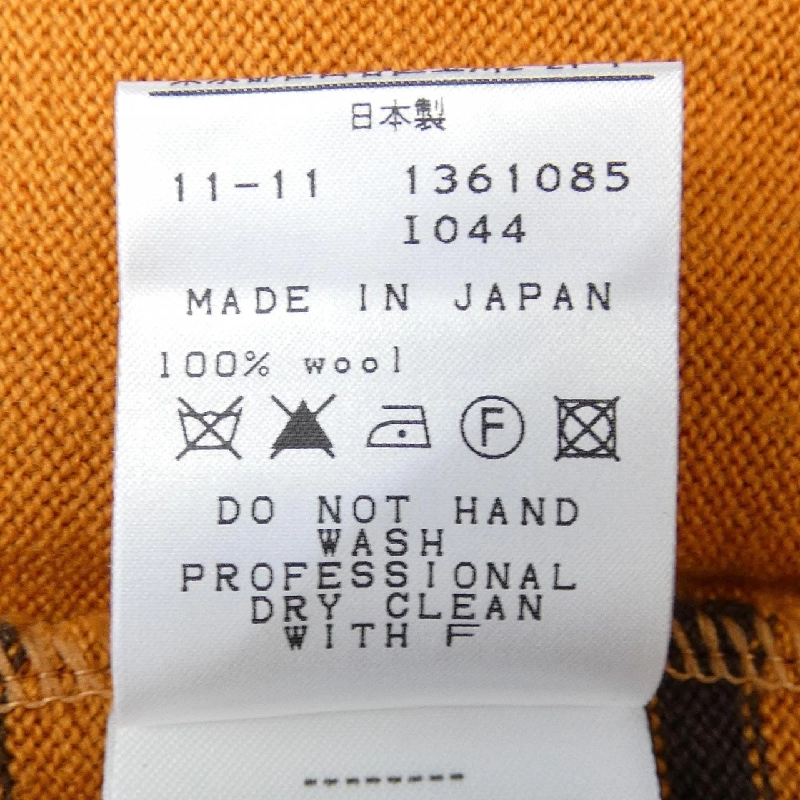 日本製
11-11 1361085
I044
MADE IN JAPAN
100% wool
F
DO NOT HAND
WASH
PROFESSIONAL
DRY CLEAN
WITH F
--------